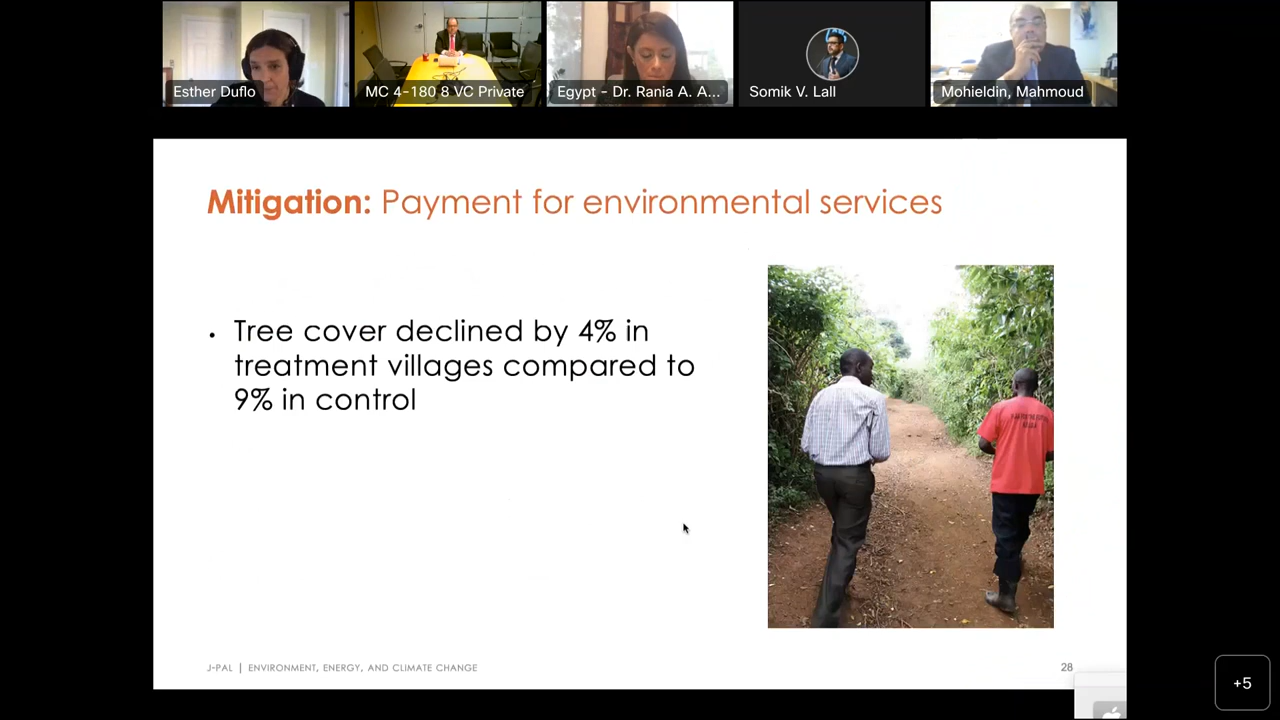 Esther Duflo
MC 4-180 8 VC Private
Egypt - Dr. Rania A. A...
Somik V. Lall
Mohieldin, Mahmoud
Mitigation: Payment for environmental services
• Tree cover declined by 4% in
treatment villages compared to
9% in control
J-PAL | ENVIRONMENT, ENERGY, AND CLIMATE CHANGE
28
+5